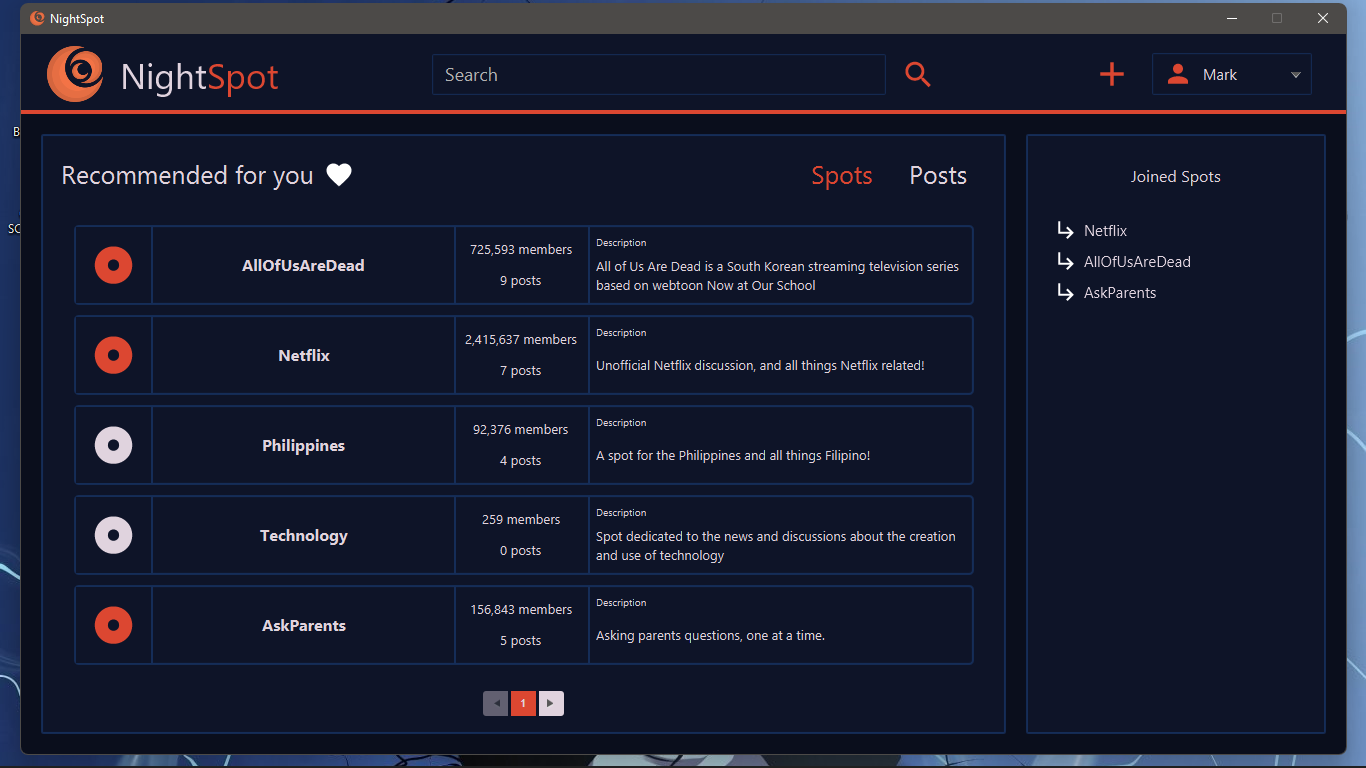 NightSpot
NightSpot
Search
Mark
Recommended for you
Spots
Posts
AllOfUsAreDead
725,593 members
9 posts
Description
All of Us Are Dead is a South Korean streaming television series
based on webtoon Now at Our School
Netflix
2,415,637 members
7 posts
Description
Unofficial Netflix discussion, and all things Netflix related!
Philippines
92,376 members
4 posts
Description
A spot for the Philippines and all things Filipino!
Technology
259 members
0 posts
Description
Spot dedicated to the news and discussions about the creation
and use of technology
AskParents
156,843 members
5 posts
Description
Asking parents questions, one at a time.
1
Joined Spots
Netflix
AllOfUsAreDead
AskParents